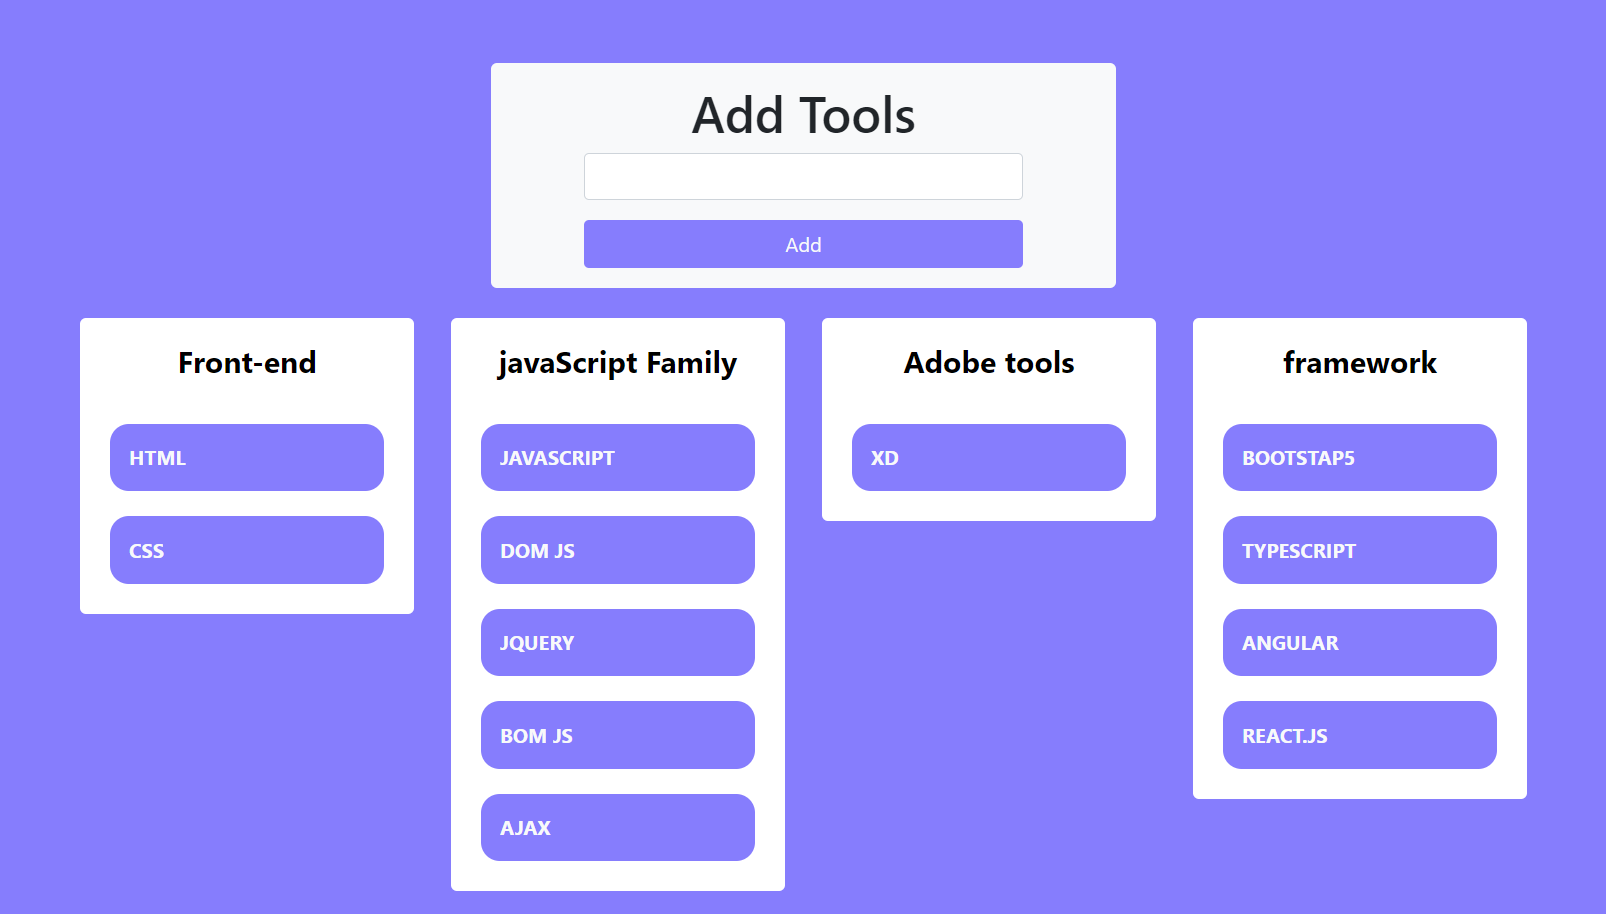 Add Tools
Add
Front-end
HTML
CSS
javaScript Family
JAVASCRIPT
DOM JS
JQUERY
BOM JS
AJAX
Adobe tools
XD
framework
BOOTSTAP5
TYPESCRIPT
ANGULAR
REACT.JS